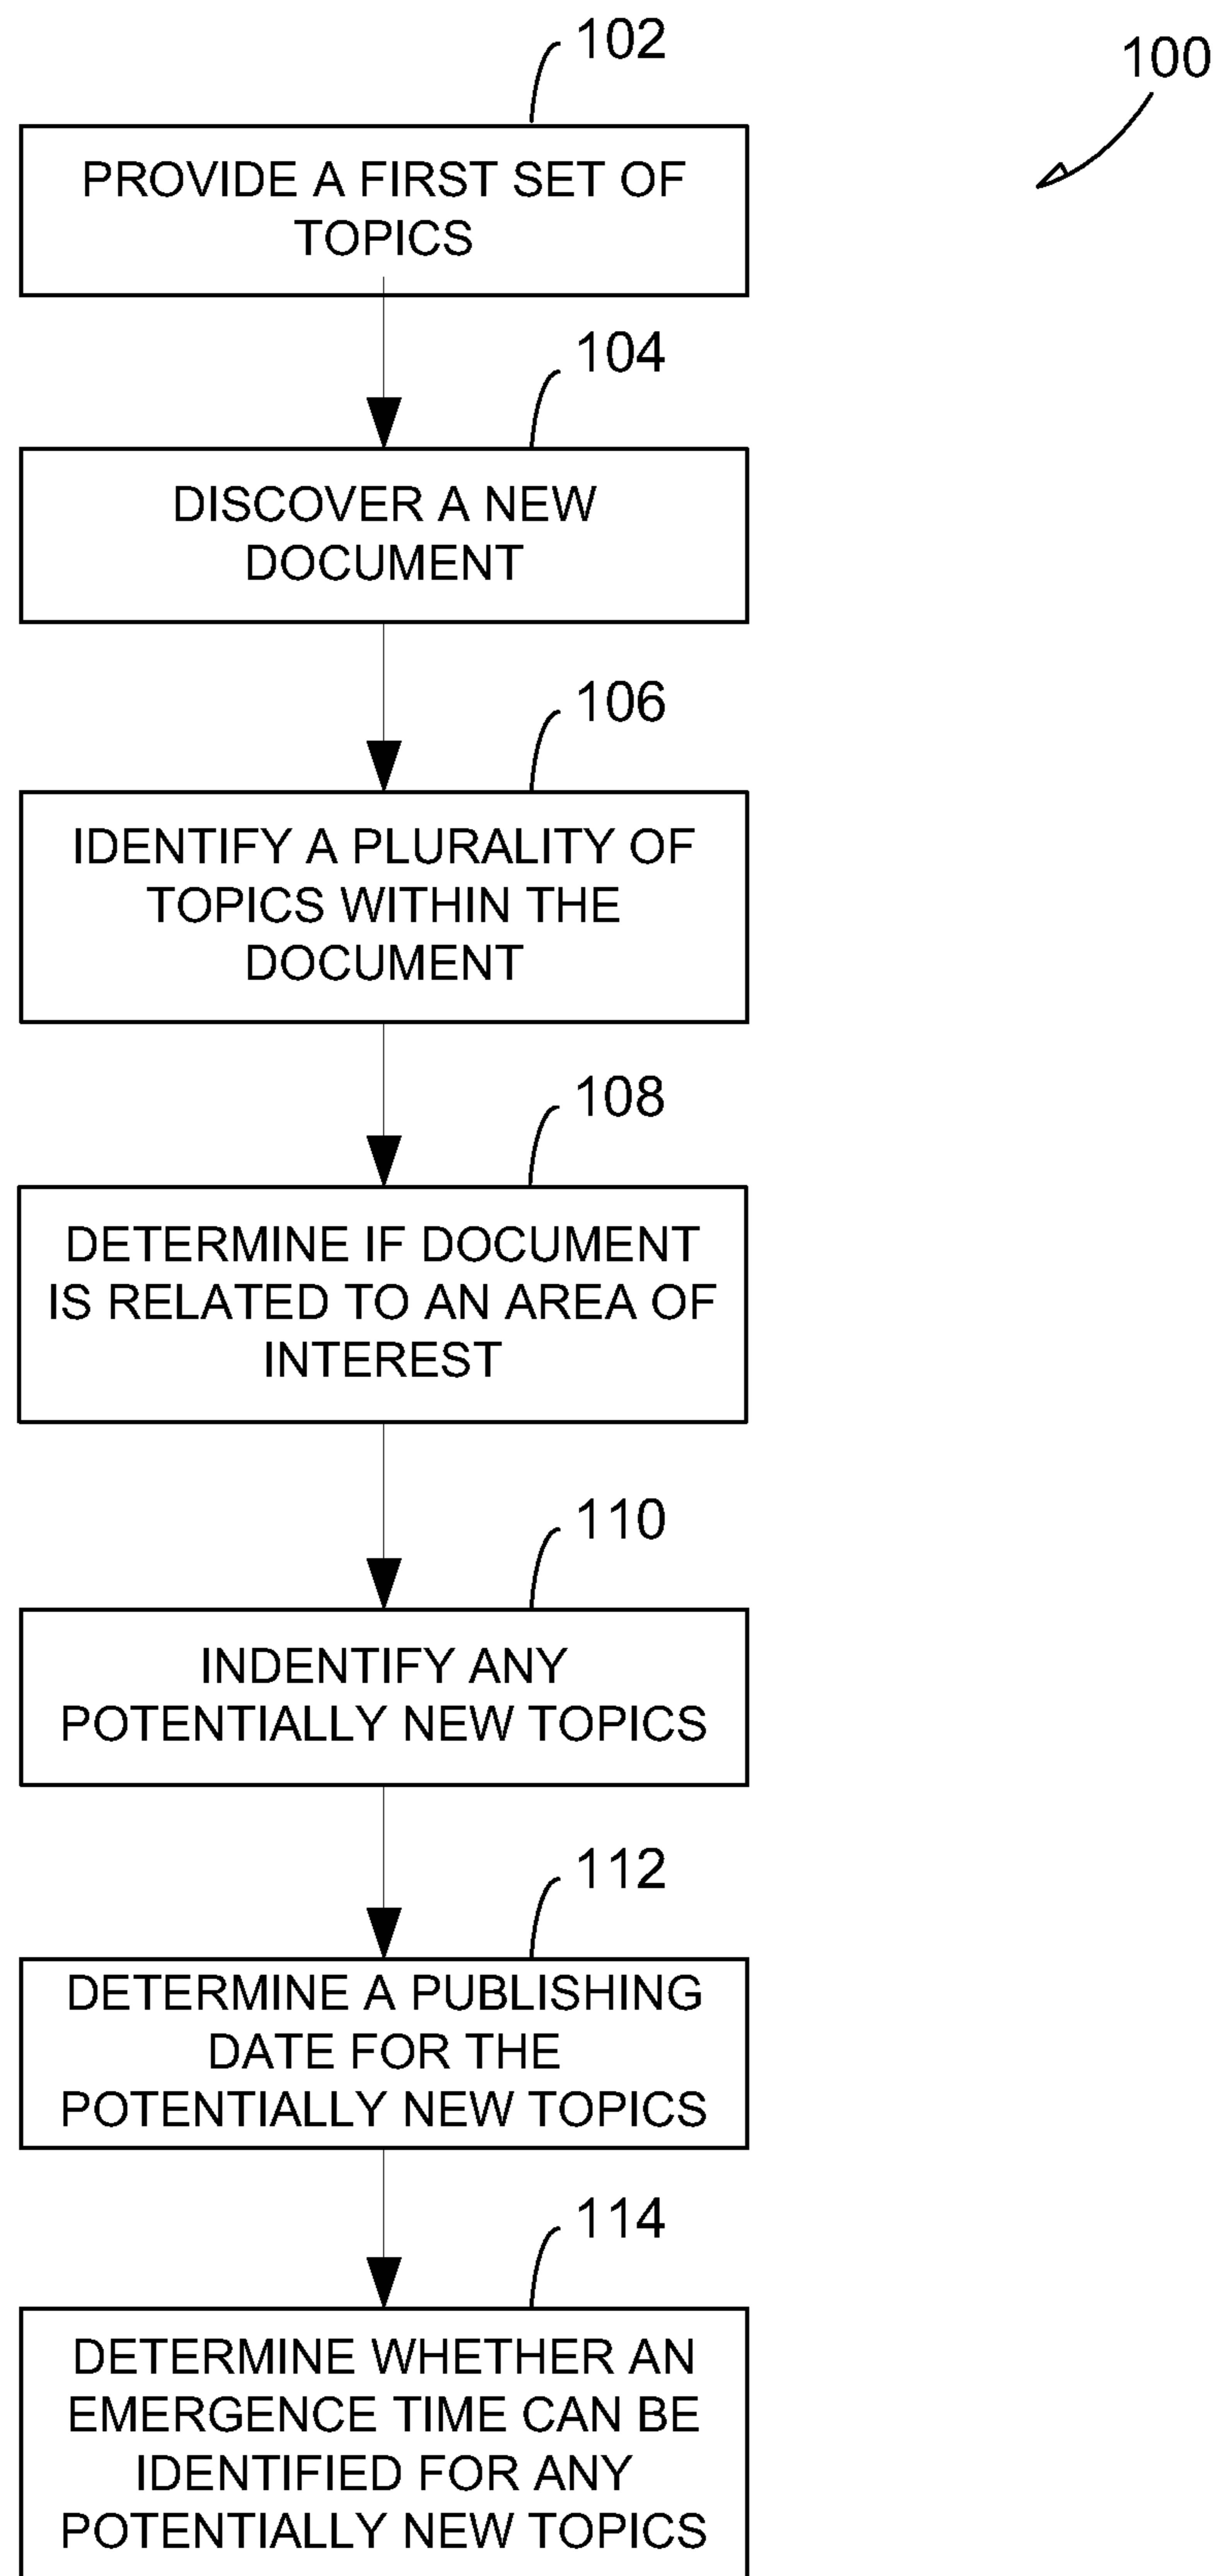 102
100
PROVIDE A FIRST SET OF
TOPICS
104
DISCOVER A NEW
DOCUMENT
106
IDENTIFY A PLURALITY OF
TOPICS WITHIN THE
DOCUMENT
108
DETERMINE IF DOCUMENT
IS RELATED TO AN AREA OF
INTEREST
110
INDENTIFY ANY
POTENTIALLY NEW TOPICS
112
DETERMINE A PUBLISHING
DATE FOR THE
POTENTIALLY NEW TOPICS
114
DETERMINE WHETHER AN
EMERGENCE TIME CAN BE
IDENTIFIED FOR ANY
POTENTIALLY NEW TOPICS